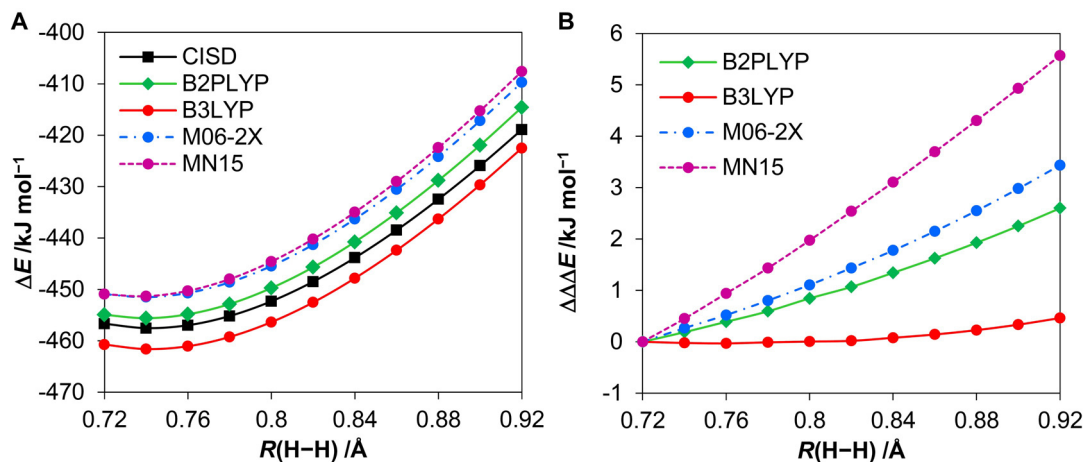 A
-400
-410
-420
-430
-440
-450
-460
-470
ΔE /kJ mol⁻¹
CISD
B2PLYP
B3LYP
M06-2X
MN15
0.72
0.76
0.8
0.84
0.88
0.92
R(H−H) /Å
B
6
5
4
3
2
1
0
-1
ΔΔΔE /kJ mol⁻¹
B2PLYP
B3LYP
M06-2X
MN15
0.72
0.76
0.8
0.84
0.88
0.92
R(H−H) /Å